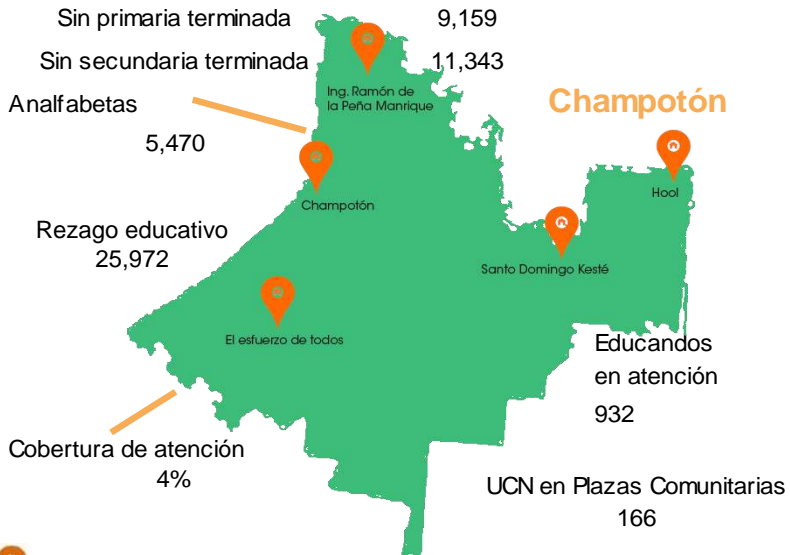 Sin primaria terminada 9,159
Sin secundaria terminada 11,343
Analfabetas
5,470
Ing. Ramón de
la Peña Manrique
Champotón
Hool
Champotón
Rezago educativo
25,972
Santo Domingo Kesté
El esfuerzo de todos
Educandos
en atención
932
Cobertura de atención
4%
UCN en Plazas Comunitarias
166